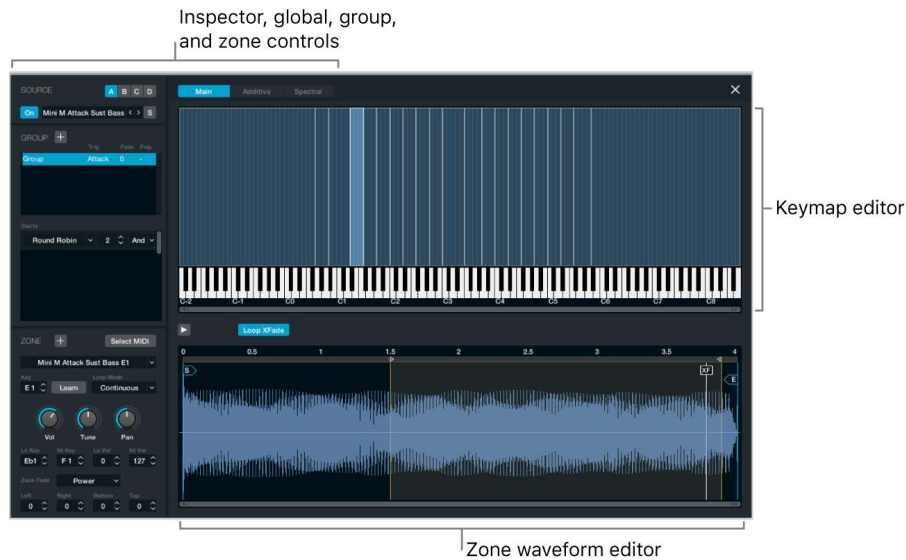 Inspector, global, group,
and zone controls
SOURCE A B C D
On Mini M Attack Sust Bass < > S
GROUP +
Trig Fade Poly
Group Attack 0 -
Starts
Round Robin 2 And
ZONE + Select MIDI
Mini M Attack Sust Bass E1
Key Loop Mode
E 1 Learn Continuous
Vol Tune Pan
Lo Key Hi Key Lo Vel Hi Vel
Eb1 F 1 0 127
Zone Fade Power
Left Right Bottom Top
0 0 0 0
Main Additive Spectral ×
C-2 C-1 C0 C1 C2 C3 C4 C5 C6 C7 C8
Keymap editor
Loop XFade
0 0.5 1 1.5 2 2.5 3 3.5 4
S XF E
Zone waveform editor